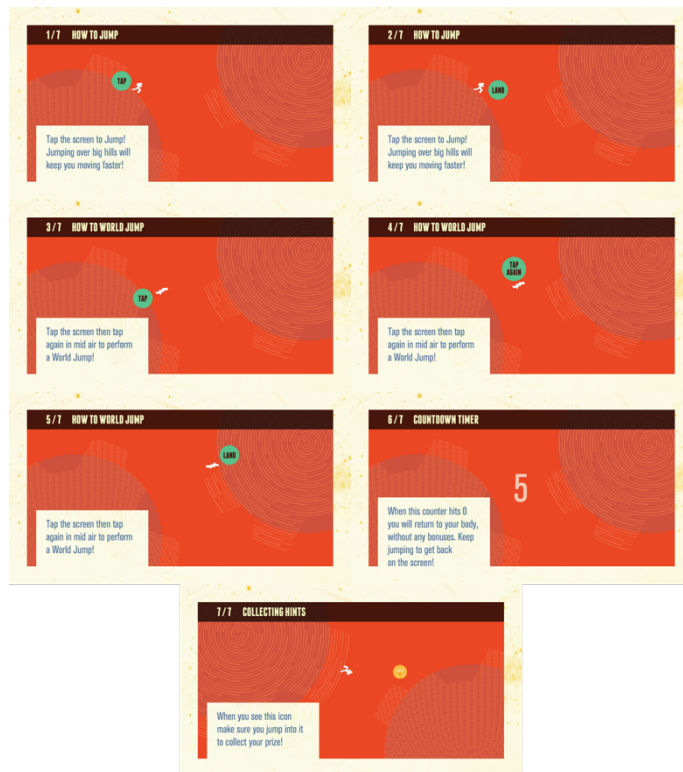 1/7 HOW TO JUMP
TAP
Tap the screen to Jump!
Jumping over big hills will
keep you moving faster!
2/7 HOW TO JUMP
LAND
Tap the screen to Jump!
Jumping over big hills will
keep you moving faster!
3/7 HOW TO WORLD JUMP
TAP
Tap the screen then tap
again in mid air to perform
a World Jump!
4/7 HOW TO WORLD JUMP
TAP
AGAIN
Tap the screen then tap
again in mid air to perform
a World Jump!
5/7 HOW TO WORLD JUMP
LAND
Tap the screen then tap
again in mid air to perform
a World Jump!
6/7 COUNTDOWN TIMER
5
When this counter hits 0
you will return to your body,
without any bonuses. Keep
jumping to get back
on the screen!
7/7 COLLECTING HINTS
When you see this icon
make sure you jump into it
to collect your prize!